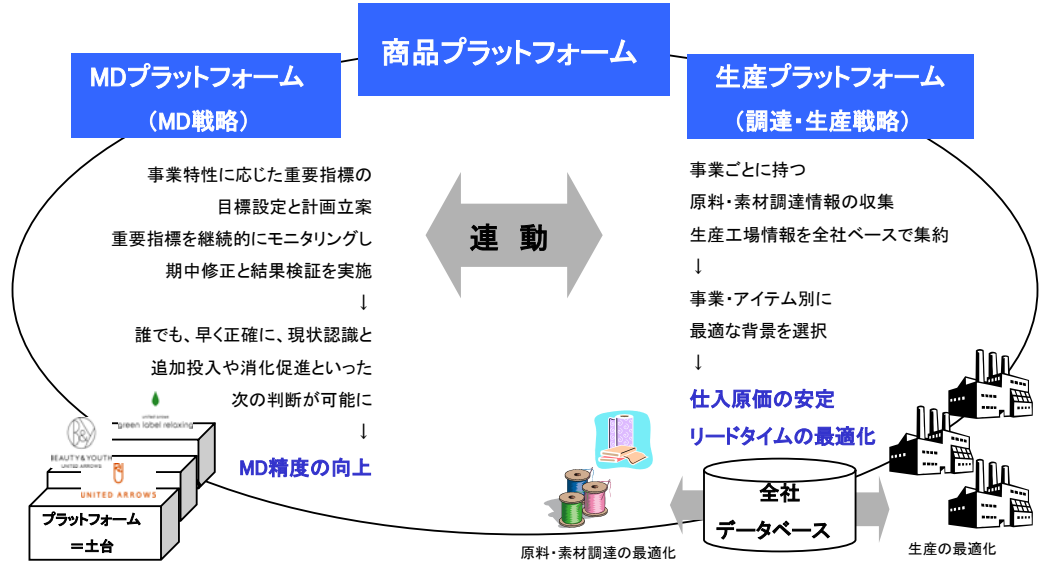 商品プラットフォーム
MDプラットフォーム
（MD戦略）
事業特性に応じた重要指標の
目標設定と計画立案
重要指標を継続的にモニタリングし
期中修正と結果検証を実施
↓
誰でも、早く正確に、現状認識と
追加投入や消化促進といった
次の判断が可能に
↓
MD精度の向上
連 動
生産プラットフォーム
（調達・生産戦略）
事業ごとに持つ
原料・素材調達情報の収集
生産工場情報を全社ベースで集約
↓
事業・アイテム別に
最適な背景を選択
↓
仕入原価の安定
リードタイムの最適化
united arrows
green label relaxing
B&Y
BEAUTY&YOUTH
UNITED ARROWS
UNITED ARROWS
プラットフォーム
＝土台
全社
データベース
原料・素材調達の最適化
生産の最適化